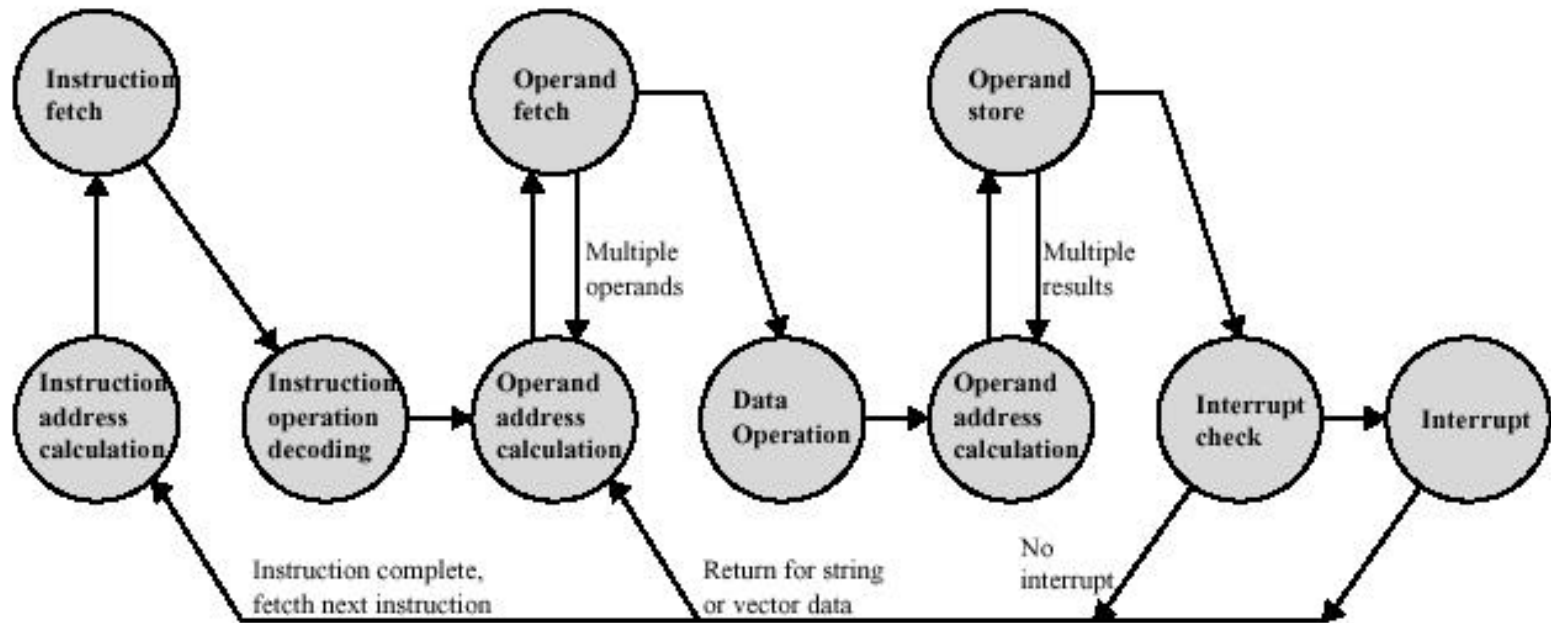 Instruction
fetch
Operand
fetch
Operand
store
Multiple
operands
Multiple
results
Instruction
address
calculation
Instruction
operation
decoding
Operand
address
calculation
Data
Operation
Operand
address
calculation
Interrupt
check
Interrupt
Instruction complete,
fetcth next instruction
Return for string
or vector data
No
interrupt